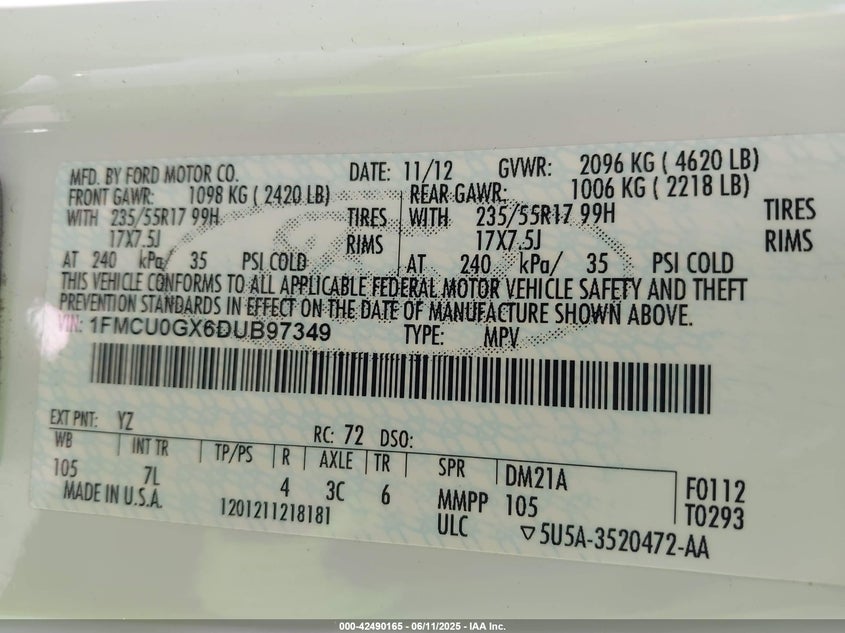 MFD. BY FORD MOTOR CO. DATE: 11/12 GVWR: 2096 KG ( 4620 LB)
FRONT GAWR: 1098 KG ( 2420 LB) REAR GAWR: 1006 KG ( 2218 LB)
WITH 235/55R17 99H TIRES WITH 235/55R17 99H TIRES
17X7.5J RIMS 17X7.5J RIMS
AT 240 kPa/ 35 PSI COLD AT 240 kPa/ 35 PSI COLD
THIS VEHICLE CONFORMS TO ALL APPLICABLE FEDERAL MOTOR VEHICLE SAFETY AND THEFT
PREVENTION STANDARDS IN EFFECT ON THE DATE OF MANUFACTURE SHOWN ABOVE.
VIN: 1FMCU0GX6DUB97349 TYPE: MPV
EXT PNT: YZ RC: 72 DSO:
WB INT TR TP/PS R AXLE TR SPR DM21A F0112
105 7L 4 3C 6 MMPP 105 T0293
MADE IN U.S.A. 1201211218181 ULC ▽5U5A-3520472-AA
000-42490165 - 06/11/2025 - IAA Inc.